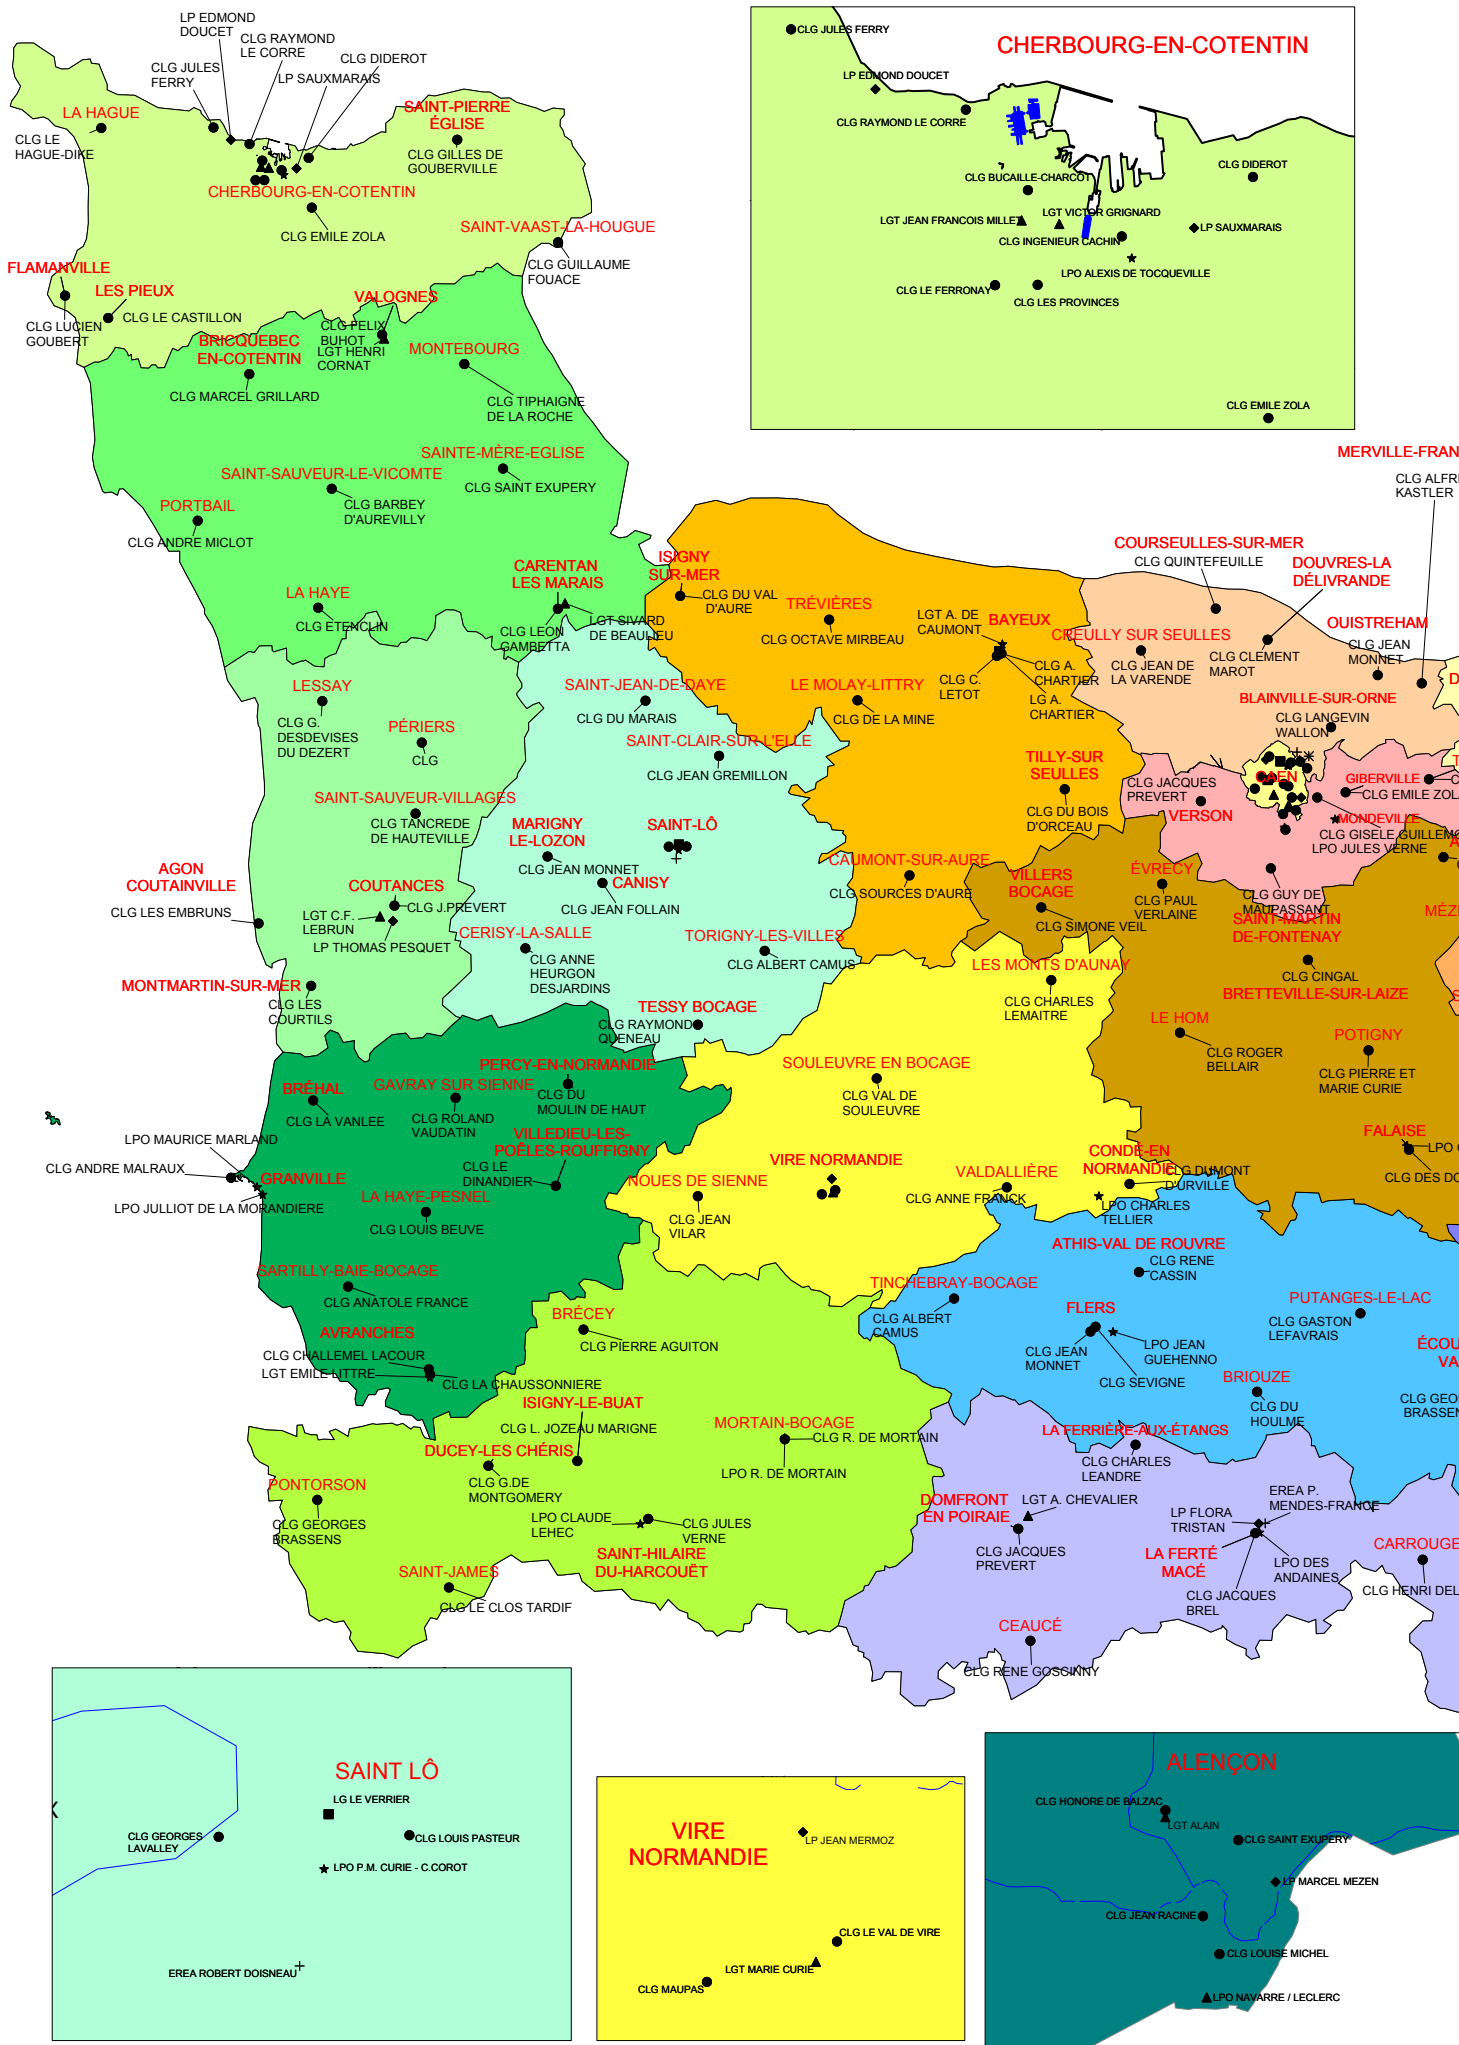 LP EDMOND
DOUCET
CLG RAYMOND
LE CORRE
CLG JULES
FERRY
LP SAUXMARAIS
CLG DIDEROT
LA HAGUE
CLG LE
HAGUE-DIKE
SAINT-PIERRE
ÉGLISE
CLG GILLES DE
GOUBERVILLE
CHERBOURG-EN-COTENTIN
CLG EMILE ZOLA
SAINT-VAAST-LA-HOUGUE
CLG GUILLAUME
FOUACE
FLAMANVILLE
CLG LUCIEN
GOUBERT
LES PIEUX
CLG LE CASTILLON
VALOGNES
CLG FELIX
BUHOT
LGT HENRI
CORNAT
BRICQUEBEC
EN-COTENTIN
CLG MARCEL GRILLARD
MONTEBOURG
CLG TIPHAIGNE
DE LA ROCHE
SAINTE-MÈRE-EGLISE
CLG SAINT EXUPERY
SAINT-SAUVEUR-LE-VICOMTE
CLG BARBEY
D'AUREVILLY
PORTBAIL
CLG ANDRE MICLOT
LA HAYE
CLG ETENCLIN
CARENTAN
LES MARAIS
CLG LEON
GAMBETTA
LGT SIVARD
DE BEAULIEU
CHERBOURG-EN-COTENTIN
CLG JULES FERRY
LP EDMOND DOUCET
CLG RAYMOND LE CORRE
CLG BUCAILLE-CHARCOT
CLG DIDEROT
LGT JEAN FRANCOIS MILLET
LGT VICTOR GRIGNARD
LP SAUXMARAIS
CLG INGENIEUR CACHIN
LPO ALEXIS DE TOCQUEVILLE
CLG LE FERRONAY
CLG LES PROVINCES
CLG EMILE ZOLA
MERVILLE-FRAN
CLG ALFRE
KASTLER
ISIGNY
SUR-MER
CLG DU VAL
D'AURE
TRÉVIÈRES
CLG OCTAVE MIRBEAU
LGT A. DE
CAUMONT
BAYEUX
CLG C.
LETOT
CLG A.
CHARTIER
LG A.
CHARTIER
LE MOLAY-LITTRY
CLG DE LA MINE
TILLY-SUR
SEULLES
CLG DU BOIS
D'ORCEAU
CAUMONT-SUR-AURE
CLG SOURCES D'AURE
COURSEULLES-SUR-MER
CLG QUINTEFEUILLE
DOUVRES-LA
DÉLIVRANDE
CLG CLEMENT
MAROT
CREULLY SUR SEULLES
CLG JEAN DE
LA VARENDE
OUISTREHAM
CLG JEAN
MONNET
BLAINVILLE-SUR-ORNE
CLG LANGEVIN
WALLON
D
CLG JACQUES
PREVERT
VERSON
CAEN
T
C
GIBERVILLE
CLG EMILE ZOLA
MONDEVILLE
CLG GISELE GUILLEMO
LPO JULES VERNE
CLG GUY DE
MAUPASSANT
SAINT-MARTIN
DE-FONTENAY
A
C
MÉZI
S
LESSAY
CLG G.
DESDEVISES
DU DEZERT
PÉRIERS
CLG
SAINT-SAUVEUR-VILLAGES
CLG TANCREDE
DE HAUTEVILLE
AGON
COUTAINVILLE
CLG LES EMBRUNS
COUTANCES
CLG J.PREVERT
LGT C.F.
LEBRUN
LP THOMAS PESQUET
MONTMARTIN-SUR-MER
CLG LES
COURTILS
SAINT-JEAN-DE-DAYE
CLG DU MARAIS
SAINT-CLAIR-SUR L'ELLE
CLG JEAN GREMILLON
MARIGNY
LE-LOZON
CLG JEAN MONNET
SAINT-LÔ
CANISY
CLG JEAN FOLLAIN
CERISY-LA-SALLE
CLG ANNE
HEURGON
DESJARDINS
TORIGNY-LES-VILLES
CLG ALBERT CAMUS
TESSY BOCAGE
CLG RAYMOND
QUENEAU
VILLERS
BOCAGE
CLG SIMONE VEIL
ÉVRECY
CLG PAUL
VERLAINE
CLG CINGAL
BRETTEVILLE-SUR-LAIZE
LE HOM
CLG ROGER
BELLAIR
POTIGNY
CLG PIERRE ET
MARIE CURIE
FALAISE
LPO G
CLG DES DO
LES MONTS D'AUNAY
CLG CHARLES
LEMAITRE
SOULEUVRE EN BOCAGE
CLG VAL DE
SOULEUVRE
VIRE NORMANDIE
VALDALLIÈRE
CLG ANNE FRANCK
CONDE-EN
NORMANDIE
CLG DUMONT
D'URVILLE
LPO CHARLES
TELLIER
NOUES DE SIENNE
CLG JEAN
VILAR
BRÉHAL
CLG LA VANLEE
GAVRAY SUR SIENNE
CLG ROLAND
VAUDATIN
PERCY-EN-NORMANDIE
CLG DU
MOULIN DE HAUT
VILLEDIEU-LES-
POÊLES-ROUFFIGNY
CLG LE
DINANDIER
LPO MAURICE MARLAND
CLG ANDRE MALRAUX
GRANVILLE
LPO JULLIOT DE LA MORANDIERE
LA HAYE-PESNEL
CLG LOUIS BEUVE
SARTILLY-BAIE-BOCAGE
CLG ANATOLE FRANCE
AVRANCHES
CLG CHALLEMEL LACOUR
LGT EMILE LITTRE
CLG LA CHAUSSONNIERE
BRÉCEY
CLG PIERRE AGUITON
ISIGNY-LE-BUAT
CLG L. JOZEAU MARIGNE
DUCEY-LES CHÉRIS
CLG G.DE
MONTGOMERY
MORTAIN-BOCAGE
CLG R. DE MORTAIN
LPO R. DE MORTAIN
PONTORSON
CLG GEORGES
BRASSENS
LPO CLAUDE
LEHEC
CLG JULES
VERNE
SAINT-HILAIRE
DU-HARCOUËT
SAINT-JAMES
CLG LE CLOS TARDIF
ATHIS-VAL DE ROUVRE
CLG RENE
CASSIN
TINCHEBRAY-BOCAGE
CLG ALBERT
CAMUS
FLERS
CLG JEAN
MONNET
LPO JEAN
GUEHENNO
CLG SEVIGNE
PUTANGES-LE-LAC
CLG GASTON
LEFAVRAIS
ÉCOU
VA
CLG GEO
BRASSEN
BRIOUZE
CLG DU
HOULME
LA FERRIÈRE-AUX-ÉTANGS
CLG CHARLES
LEANDRE
DOMFRONT
EN POIRAIE
LGT A. CHEVALIER
CLG JACQUES
PREVERT
EREA P.
MENDES-FRANCE
LP FLORA
TRISTAN
LA FERTÉ
MACÉ
LPO DES
ANDAINES
CLG JACQUES
BREL
CARROUGE
CLG HENRI DEL
CEAUCÉ
CLG RENE GOSCINNY
SAINT LÔ
LG LE VERRIER
CLG GEORGES
LAVALLEY
CLG LOUIS PASTEUR
LPO P.M. CURIE - C.COROT
EREA ROBERT DOISNEAU
VIRE
NORMANDIE
LP JEAN MERMOZ
CLG LE VAL DE VIRE
LGT MARIE CURIE
CLG MAUPAS
ALENÇON
CLG HONORE DE BALZAC
LGT ALAIN
CLG SAINT EXUPERY
LP MARCEL MEZEN
CLG JEAN RACINE
CLG LOUISE MICHEL
LPO NAVARRE / LECLERC